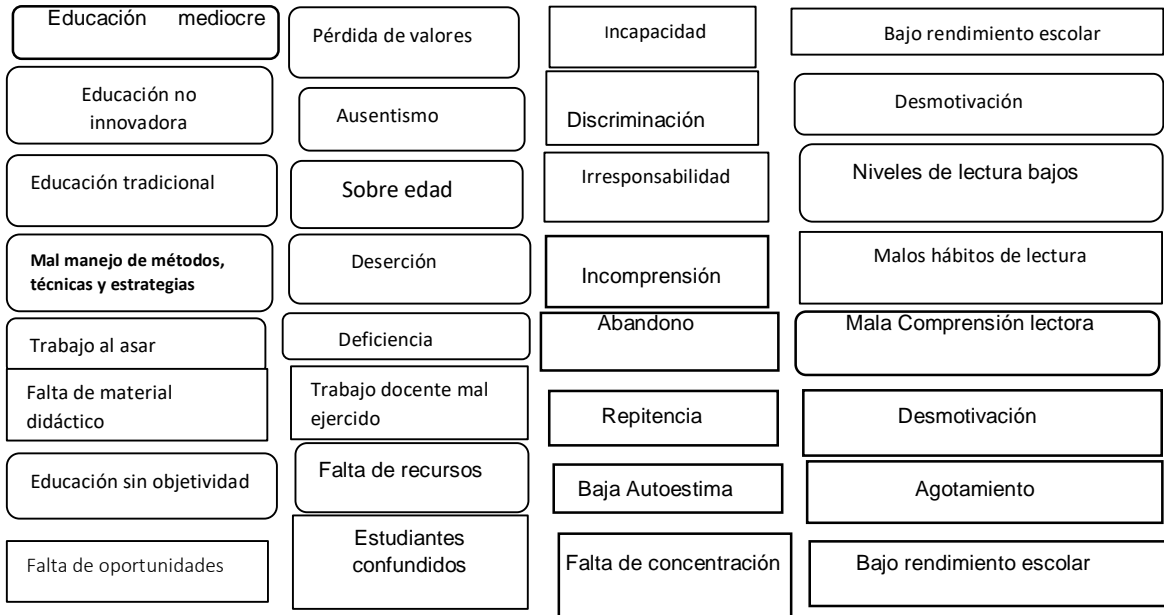 Educación mediocre
Educación no
innovadora
Educación tradicional
Mal manejo de métodos,
técnicas y estrategias
Trabajo al asar
Falta de material
didáctico
Educación sin objetividad
Falta de oportunidades
Pérdida de valores
Ausentismo
Sobre edad
Deserción
Deficiencia
Trabajo docente mal
ejercido
Falta de recursos
Estudiantes
confundidos
Incapacidad
Discriminación
Irresponsabilidad
Incomprensión
Abandono
Repitencia
Baja Autoestima
Falta de concentración
Bajo rendimiento escolar
Desmotivación
Niveles de lectura bajos
Malos hábitos de lectura
Mala Comprensión lectora
Desmotivación
Agotamiento
Bajo rendimiento escolar